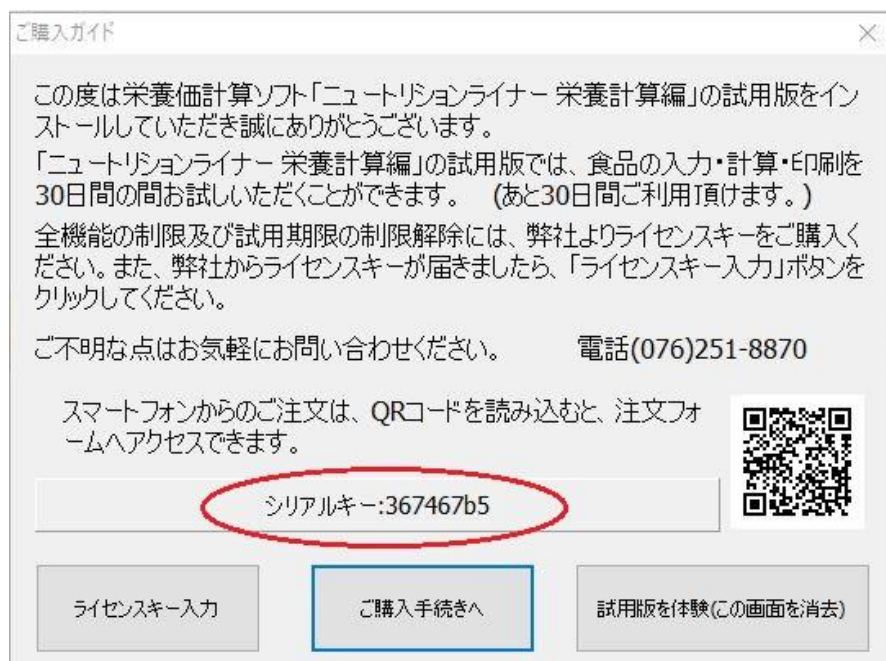 ご購入ガイド
この度は栄養価計算ソフト「ニュートリションライナー 栄養計算編」の試用版をイン
ストールしていただき誠にありがとうございます。
「ニュートリションライナー 栄養計算編」の試用版では、食品の入力・計算・印刷を
30日間の間お試しいただくことができます。 (あと30日間ご利用頂けます。)
全機能の制限及び試用期限の制限解除には、弊社よりライセンスキーをご購入く
ださい。また、弊社からライセンスキーが届きましたら、「ライセンスキー入力」ボタンを
クリックしてください。
ご不明な点はお気軽にお問い合わせください。 電話(076)251-8870
スマートフォンからのご注文は、QRコードを読み込むと、注文フォ
ームへアクセスできます。
シリアルキー:367467b5
ライセンスキー入力
ご購入手続きへ
試用版を体験(この画面を消去)